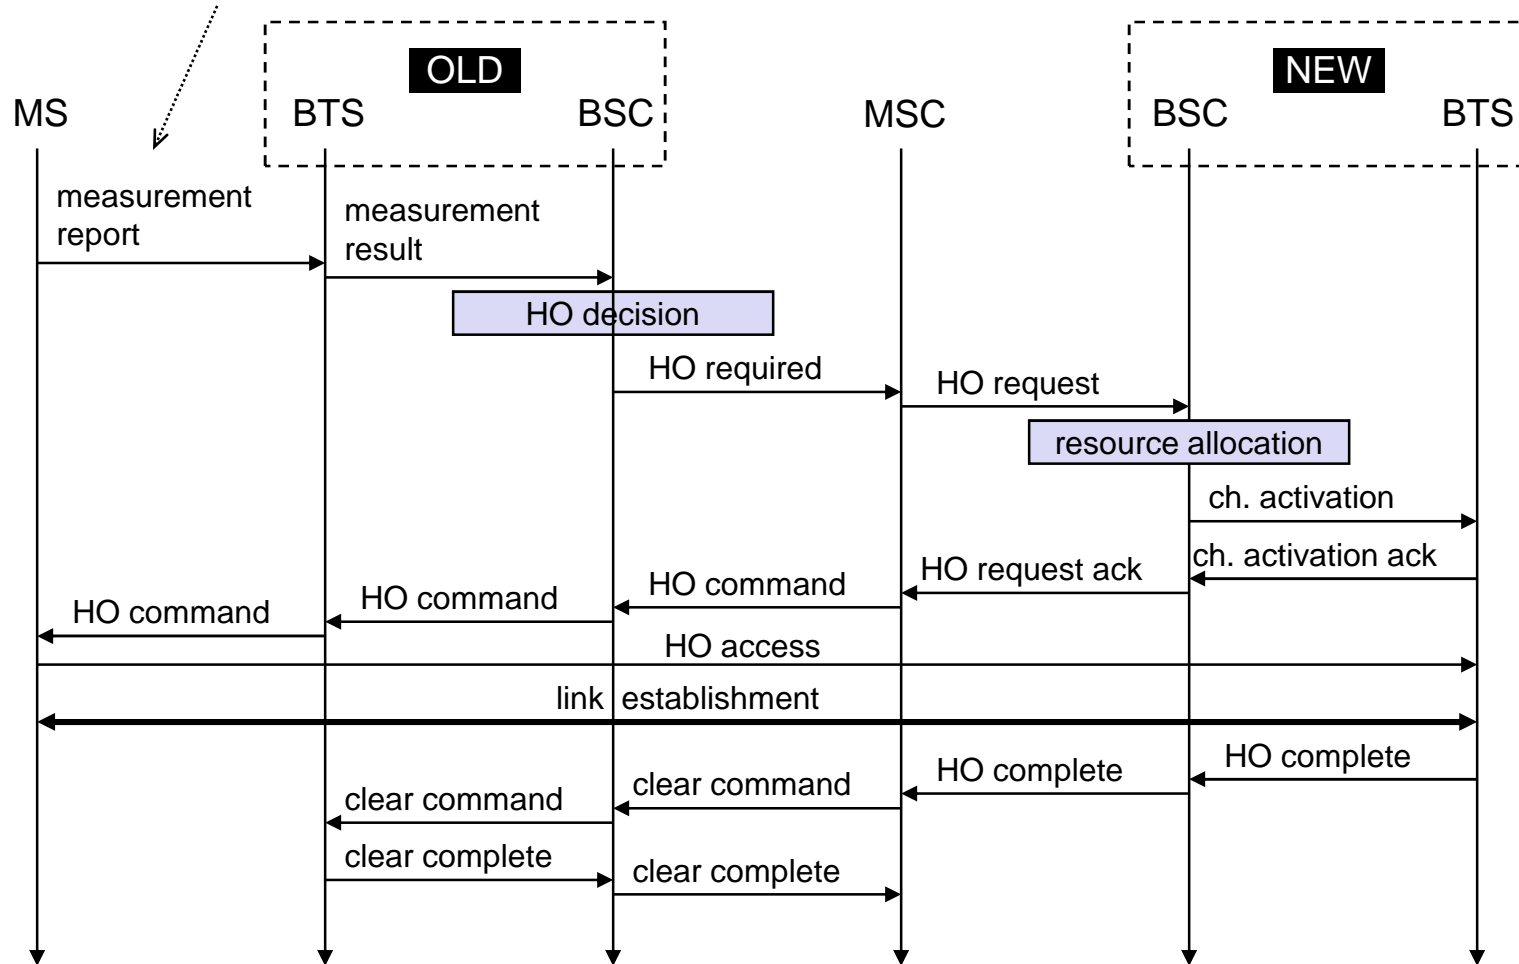 OLD
NEW
MS
BTS
BSC
MSC
BSC
BTS
measurement
report
measurement
result
HO decision
HO required
HO request
resource allocation
ch. activation
ch. activation ack
HO request ack
HO command
HO command
HO command
HO access
link establishment
HO complete
HO complete
clear command
clear command
clear complete
clear complete